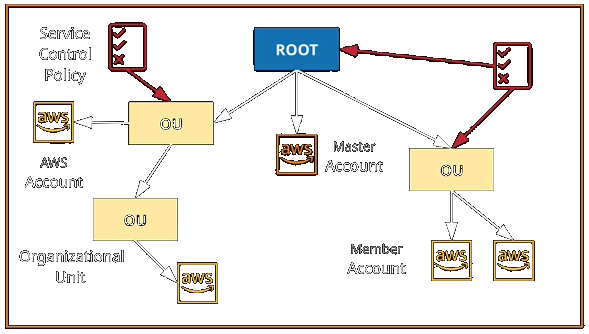 Service
Control
Policy
ROOT
aws
OU
AWS
Account
aws
Master
Account
OU
OU
Organizational
Unit
aws
Member
Account
aws
aws